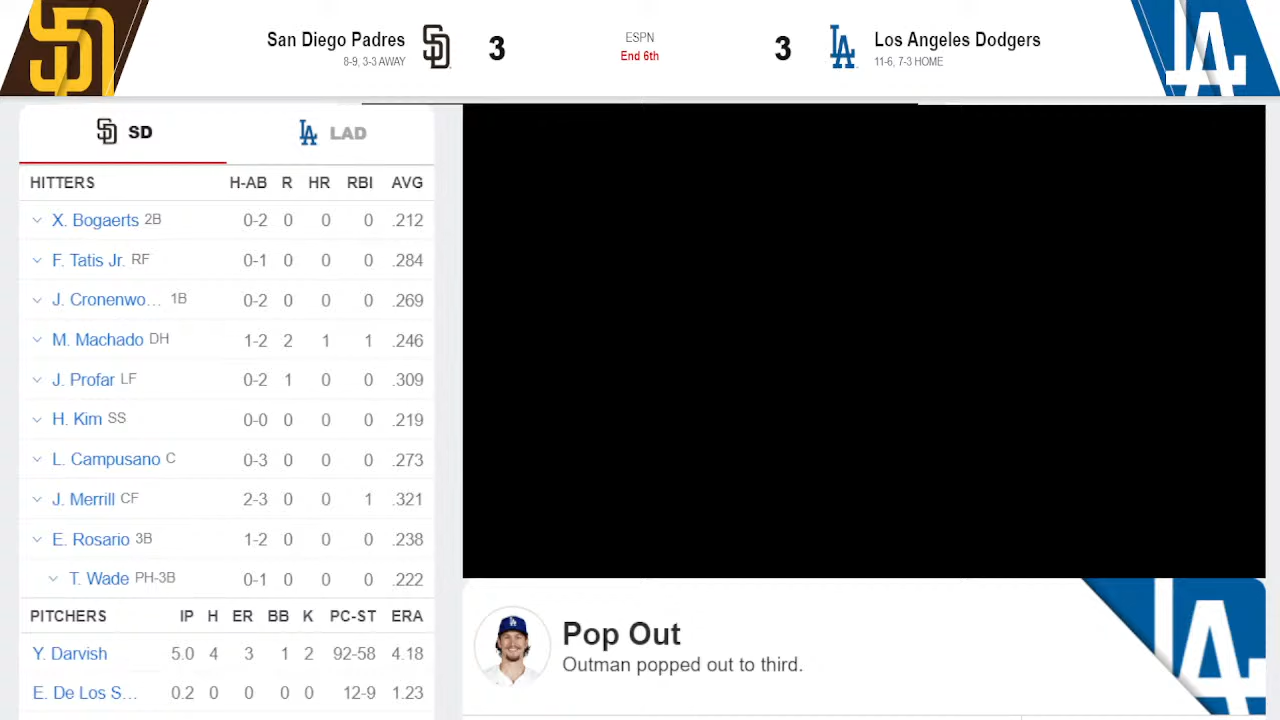 San Diego Padres
8-9, 3-3 AWAY
SD
3
ESPN
End 6th
3
LA
Los Angeles Dodgers
11-6, 7-3 HOME
SD SD
LA LAD
HITTERS H-AB R HR RBI AVG
X. Bogaerts 2B 0-2 0 0 0 .212
F. Tatis Jr. RF 0-1 0 0 0 .284
J. Cronenwo... 1B 0-2 0 0 0 .269
M. Machado DH 1-2 2 1 1 .246
J. Profar LF 0-2 1 0 0 .309
H. Kim SS 0-0 0 0 0 .219
L. Campusano C 0-3 0 0 0 .273
J. Merrill CF 2-3 0 0 1 .321
E. Rosario 3B 1-2 0 0 0 .238
T. Wade PH-3B 0-1 0 0 0 .222
PITCHERS IP H ER BB K PC-ST ERA
Y. Darvish 5.0 4 3 1 2 92-58 4.18
E. De Los S... 0.2 0 0 0 0 12-9 1.23
Pop Out
Outman popped out to third.
LA